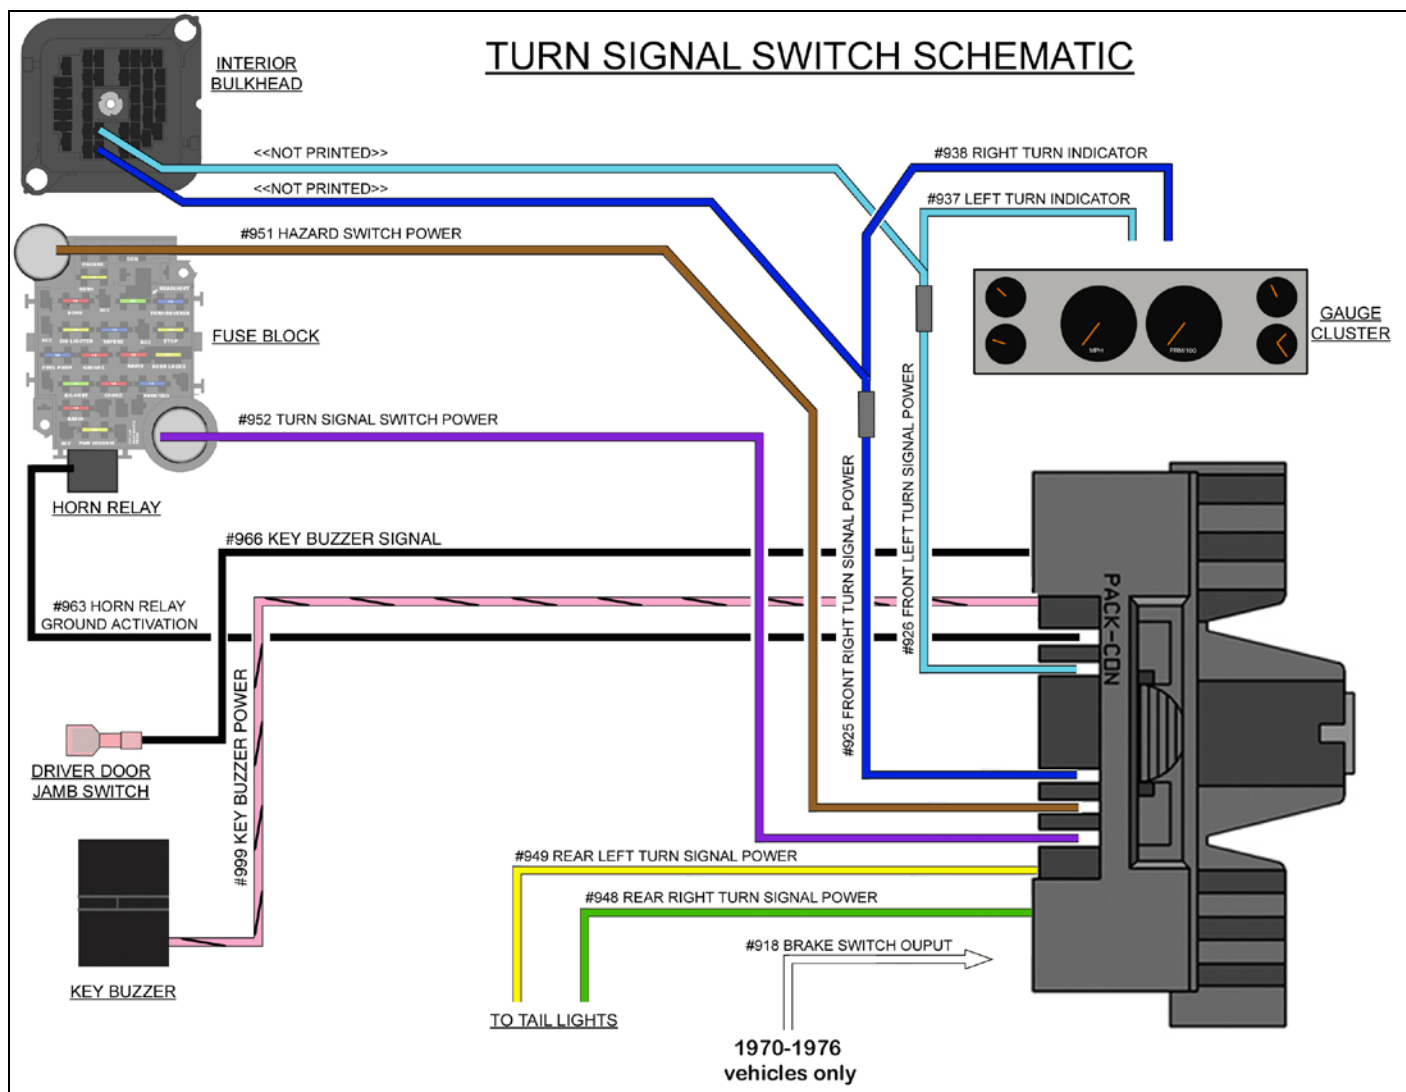 TURN SIGNAL SWITCH SCHEMATIC
INTERIOR
BULKHEAD
<<NOT PRINTED>>
<<NOT PRINTED>>
#938 RIGHT TURN INDICATOR
#937 LEFT TURN INDICATOR
#951 HAZARD SWITCH POWER
FUSE BLOCK
GAUGE
CLUSTER
MPH
PRM/100
#952 TURN SIGNAL SWITCH POWER
HORN RELAY
#966 KEY BUZZER SIGNAL
#963 HORN RELAY
GROUND ACTIVATION
#925 FRONT RIGHT TURN SIGNAL POWER
#926 FRONT LEFT TURN SIGNAL POWER
PACK-CON
#999 KEY BUZZER POWER
DRIVER DOOR
JAMB SWITCH
KEY BUZZER
#949 REAR LEFT TURN SIGNAL POWER
#948 REAR RIGHT TURN SIGNAL POWER
#918 BRAKE SWITCH OUPUT
TO TAIL LIGHTS
1970-1976
vehicles only